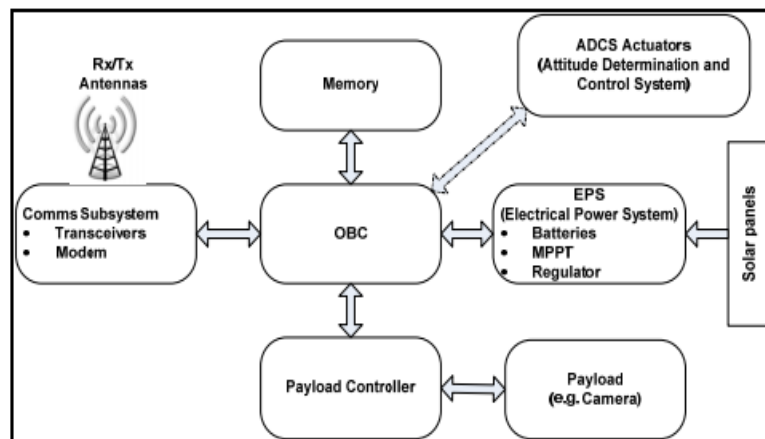 Rx/Tx
Antennas
Memory
ADCS Actuators
(Attitude Determination and
Control System)
Comms Subsystem
• Transceivers
• Modem
OBC
EPS
(Electrical Power System)
• Batteries
• MPPT
• Regulator
Solar panels
Payload Controller
Payload
(e.g. Camera)